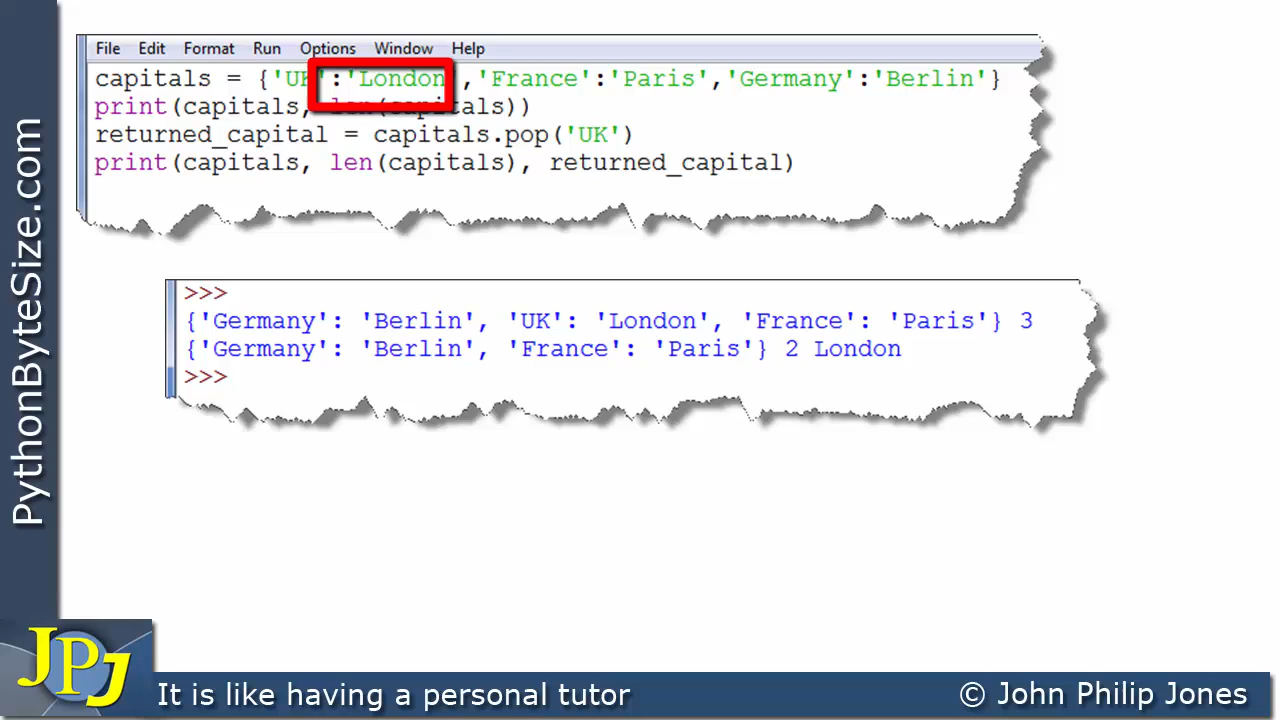 File Edit Format Run Options Window Help
capitals = {'UK':'London','France':'Paris','Germany':'Berlin'}
print(capitals, len(capitals))
returned_capital = capitals.pop('UK')
print(capitals, len(capitals), returned_capital)
>>>
{'Germany': 'Berlin', 'UK': 'London', 'France': 'Paris'} 3
{'Germany': 'Berlin', 'France': 'Paris'} 2 London
>>>
PythonByteSize.com
JPJ
It is like having a personal tutor
© John Philip Jones